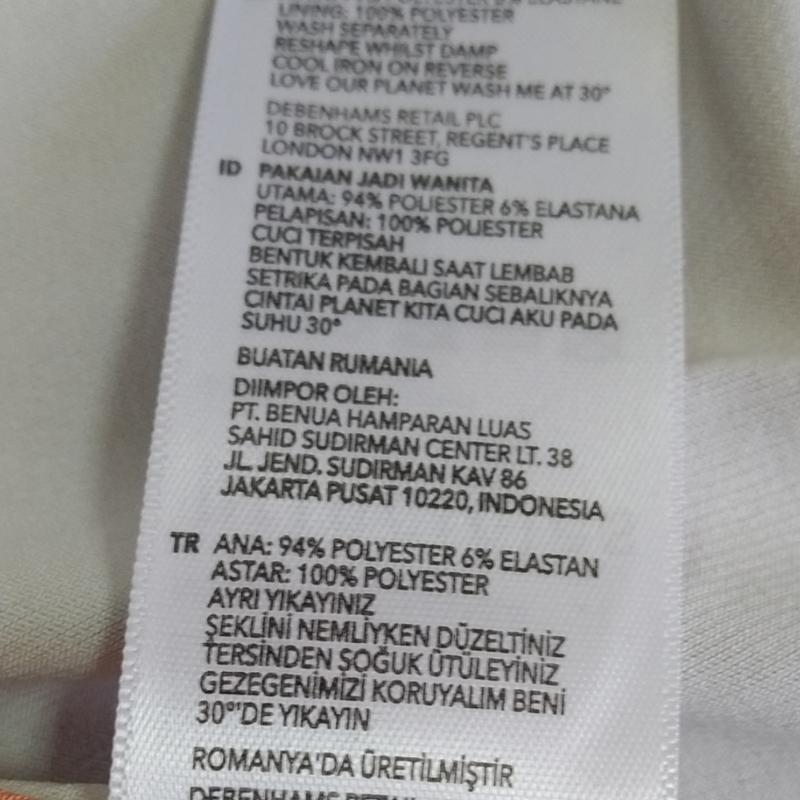 POLYESTER 6% ELASTANE
LINING: 100% POLYESTER
WASH SEPARATELY
RESHAPE WHILST DAMP
COOL IRON ON REVERSE
LOVE OUR PLANET WASH ME AT 30°
DEBENHAMS RETAIL PLC
10 BROCK STREET, REGENT'S PLACE
LONDON NW1 3FG
ID PAKAIAN JADI WANITA
UTAMA: 94% POLIESTER 6% ELASTANA
PELAPISAN: 100% POLIESTER
CUCI TERPISAH
BENTUK KEMBALI SAAT LEMBAB
SETRIKA PADA BAGIAN SEBALIKNYA
CINTAI PLANET KITA CUCI AKU PADA
SUHU 30°
BUATAN RUMANIA
DIIMPOR OLEH:
PT. BENUA HAMPARAN LUAS
SAHID SUDIRMAN CENTER LT. 38
JL. JEND. SUDIRMAN KAV 86
JAKARTA PUSAT 10220, INDONESIA
TR ANA: 94% POLYESTER 6% ELASTAN
ASTAR: 100% POLYESTER
AYRI YIKAYINIZ
ŞEKLİNİ NEMLİYKEN DÜZELTİNİZ
TERSİNDEN SOĞUK ÜTÜLEYİNİZ
GEZEGENİMİZİ KORUYALIM BENİ
30°'DE YIKAYIN
ROMANYA'DA ÜRETİLMİŞTİR
DEBENHAMS RETAIL